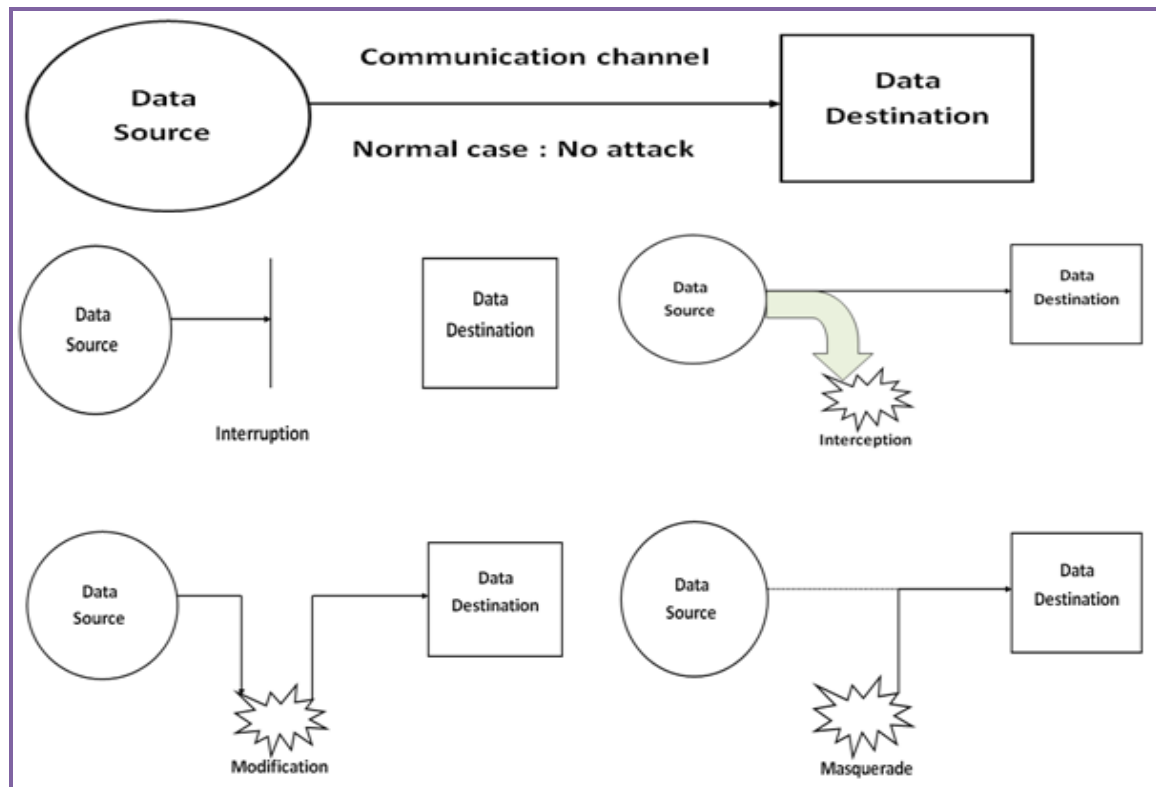 Communication channel
Data
Source
Data
Destination
Normal case : No attack
Data
Source
Data
Destination
Interruption
Data
Source
Data
Destination
Interception
Data
Source
Data
Destination
Modification
Data
Source
Data
Destination
Masquerade